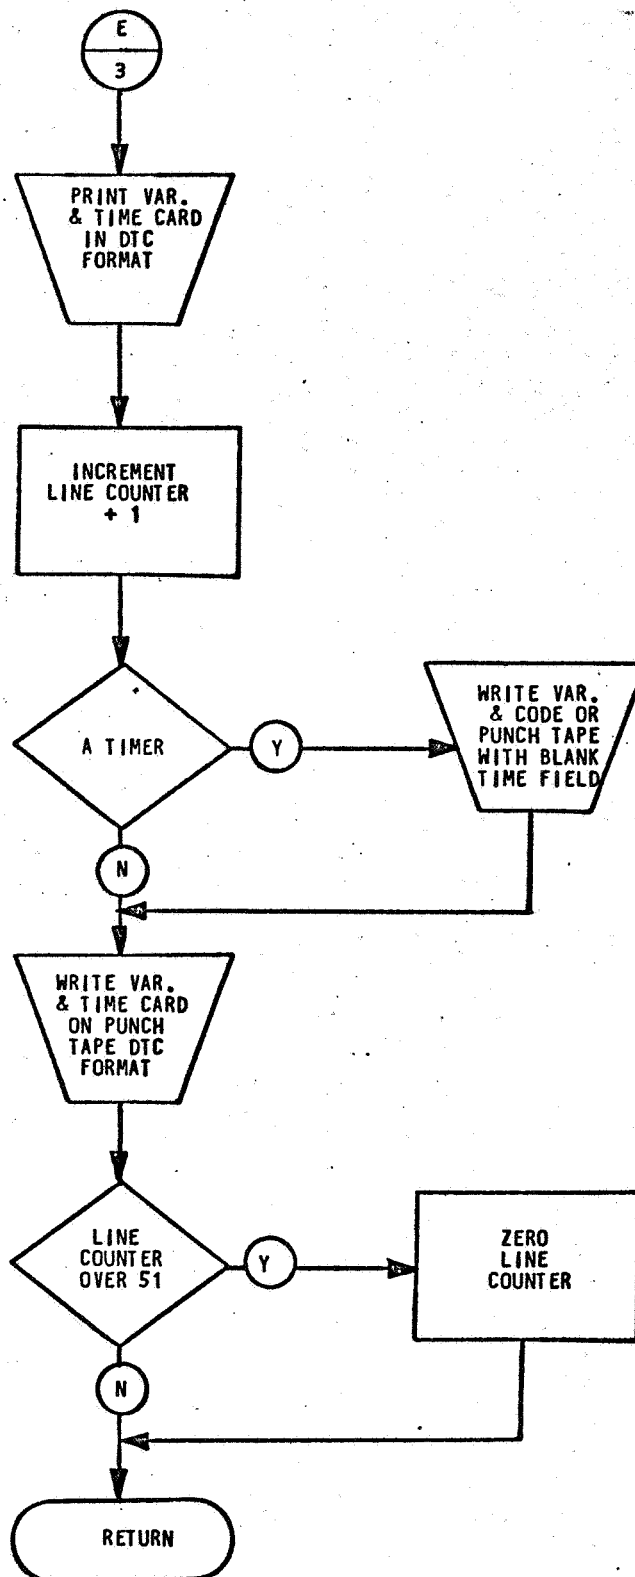 E
3
PRINT VAR.
& TIME CARD
IN DTC
FORMAT
INCREMENT
LINE COUNTER
+ 1
A TIMER
Y
WRITE VAR.
& CODE OR
PUNCH TAPE
WITH BLANK
TIME FIELD
N
WRITE VAR.
& TIME CARD
ON PUNCH
TAPE DTC
FORMAT
LINE
COUNTER
OVER 51
Y
ZERO
LINE
COUNTER
N
RETURN